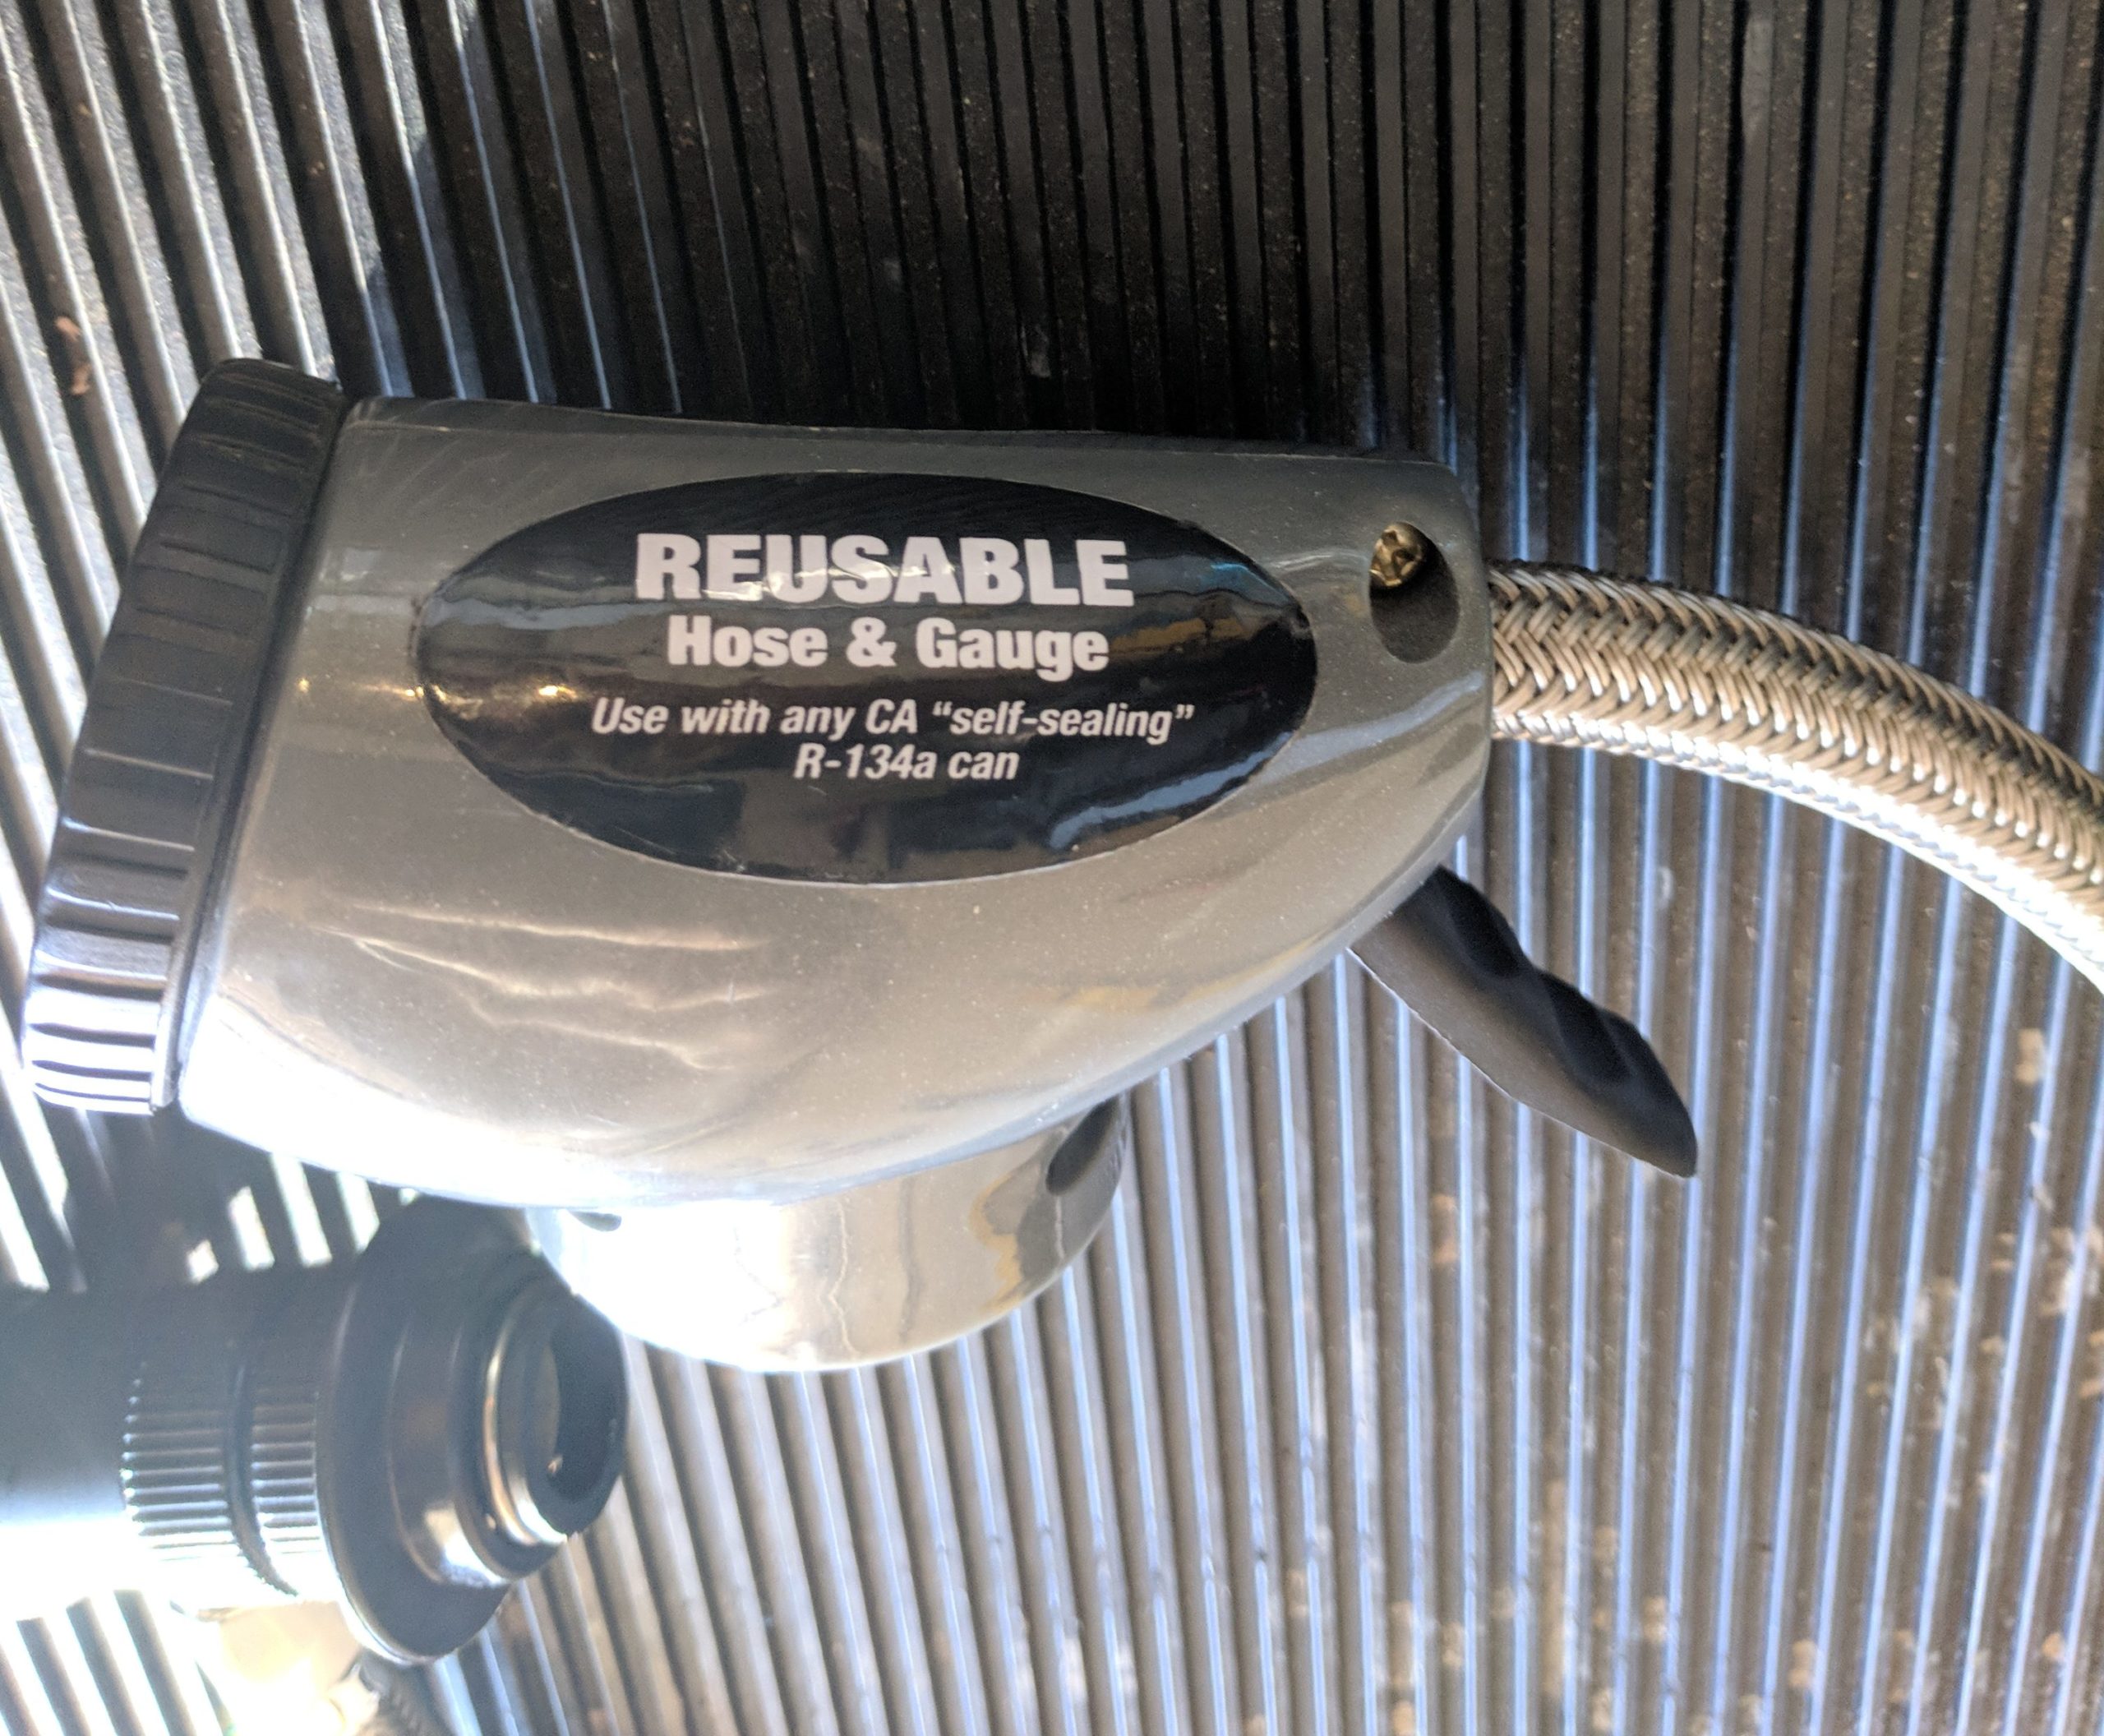 REUSABLE
Hose & Gauge
Use with any CA “self-sealing”
R-134a can